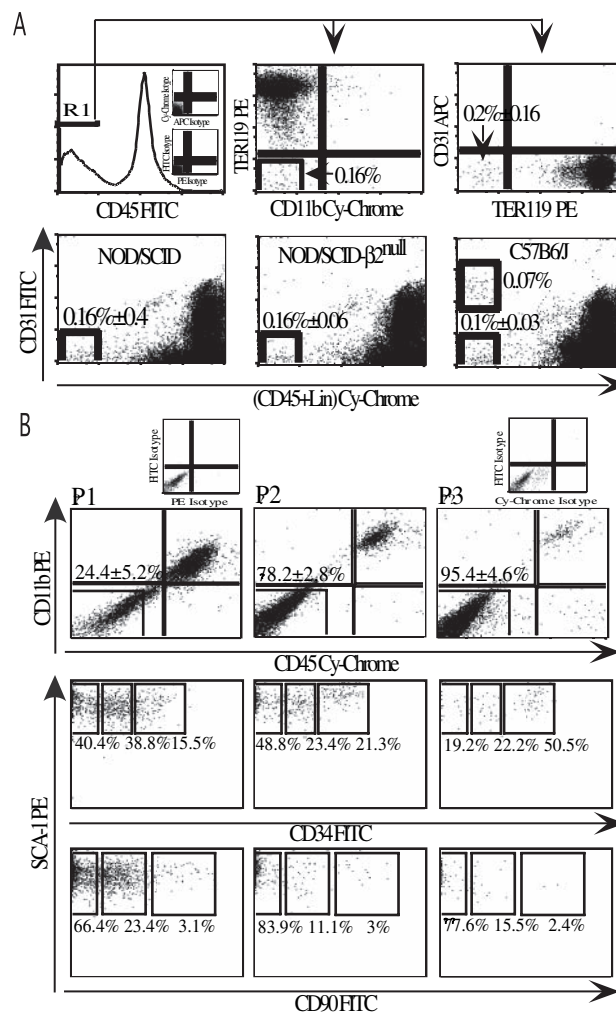 A
R1
Cy-Chrome Isotype
APC Isotype
FITC Isotype
PE Isotype
CD45 FITC
TER119 PE
0.16%
CD11b Cy-Chrome
CD31 APC
0.2%±0.16
TER119 PE
CD31 FITC
NOD/SCID
0.16%±0.4
NOD/SCID-β2null
0.16%±0.06
C57B6/J
0.07%
0.1%±0.03
(CD45+Lin) Cy-Chrome
B
FITC Isotype
PE Isotype
FITC Isotype
Cy-Chrome Isotype
P1 P2 P3
CD11b PE
24.4±5.2% 78.2±2.8% 95.4±4.6%
CD45 Cy-Chrome
SCA-1 PE
40.4% 38.8% 15.5% 48.8% 23.4% 21.3% 19.2% 22.2% 50.5%
CD34 FITC
66.4% 23.4% 3.1% 83.9% 11.1% 3% 77.6% 15.5% 2.4%
CD90 FITC